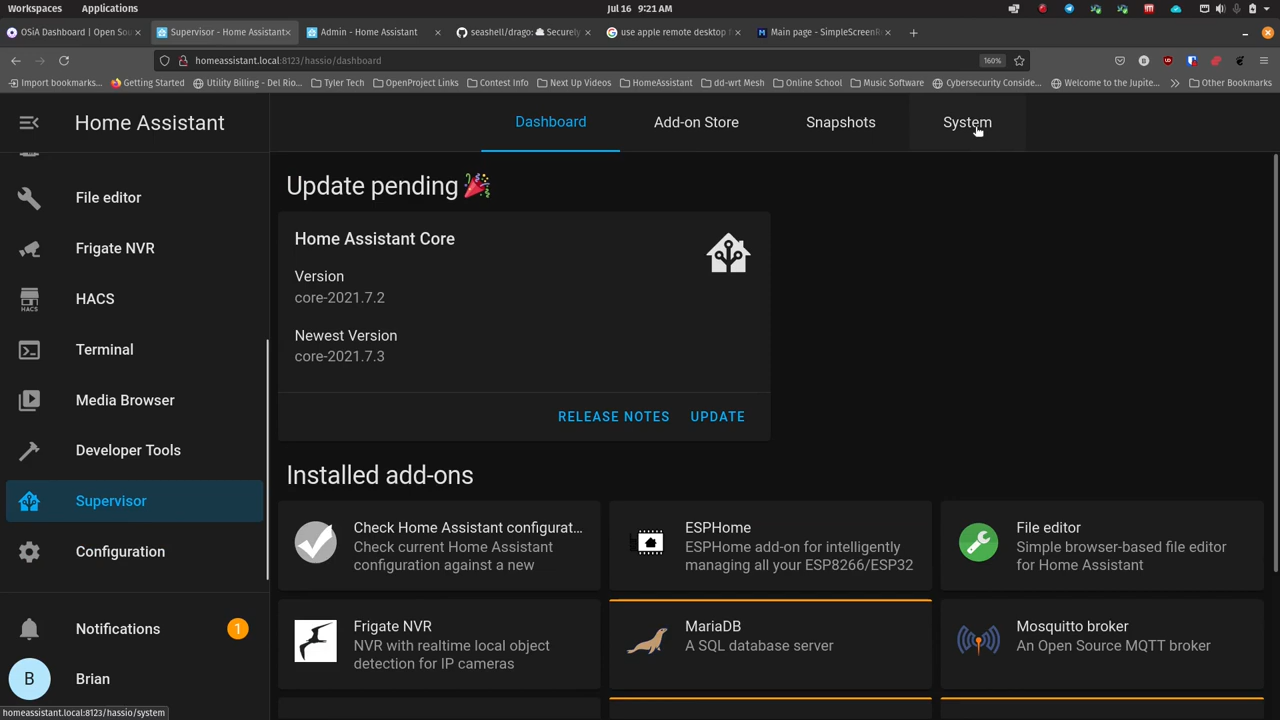 Workspaces
Applications
Jul 16 9:21 AM
OSiA Dashboard | Open Sou
Supervisor - Home Assistant
Admin - Home Assistant
seashell/drago: Securely
use apple remote desktop f
Main page - SimpleScreenR
homeassistant.local:8123/hassio/dashboard
160%
Import bookmarks...
Getting Started
Utility Billing - Del Rio...
Tyler Tech
OpenProject Links
Contest Info
Next Up Videos
HomeAssistant
dd-wrt Mesh
Online School
Music Software
Cybersecurity Conside...
Welcome to the Jupite...
Other Bookmarks
Home Assistant
Dashboard
Add-on Store
Snapshots
System
File editor
Frigate NVR
HACS
HACS
Terminal
Media Browser
Developer Tools
Supervisor
Configuration
Notifications
1
B
Brian
Update pending
Home Assistant Core
Version
core-2021.7.2
Newest Version
core-2021.7.3
RELEASE NOTES
UPDATE
Installed add-ons
Check Home Assistant configurat...
Check current Home Assistant
configuration against a new
ESPHome
ESPHome add-on for intelligently
managing all your ESP8266/ESP32
File editor
Simple browser-based file editor
for Home Assistant
Frigate NVR
NVR with realtime local object
detection for IP cameras
MariaDB
A SQL database server
Mosquitto broker
An Open Source MQTT broker
homeassistant.local:8123/hassio/system